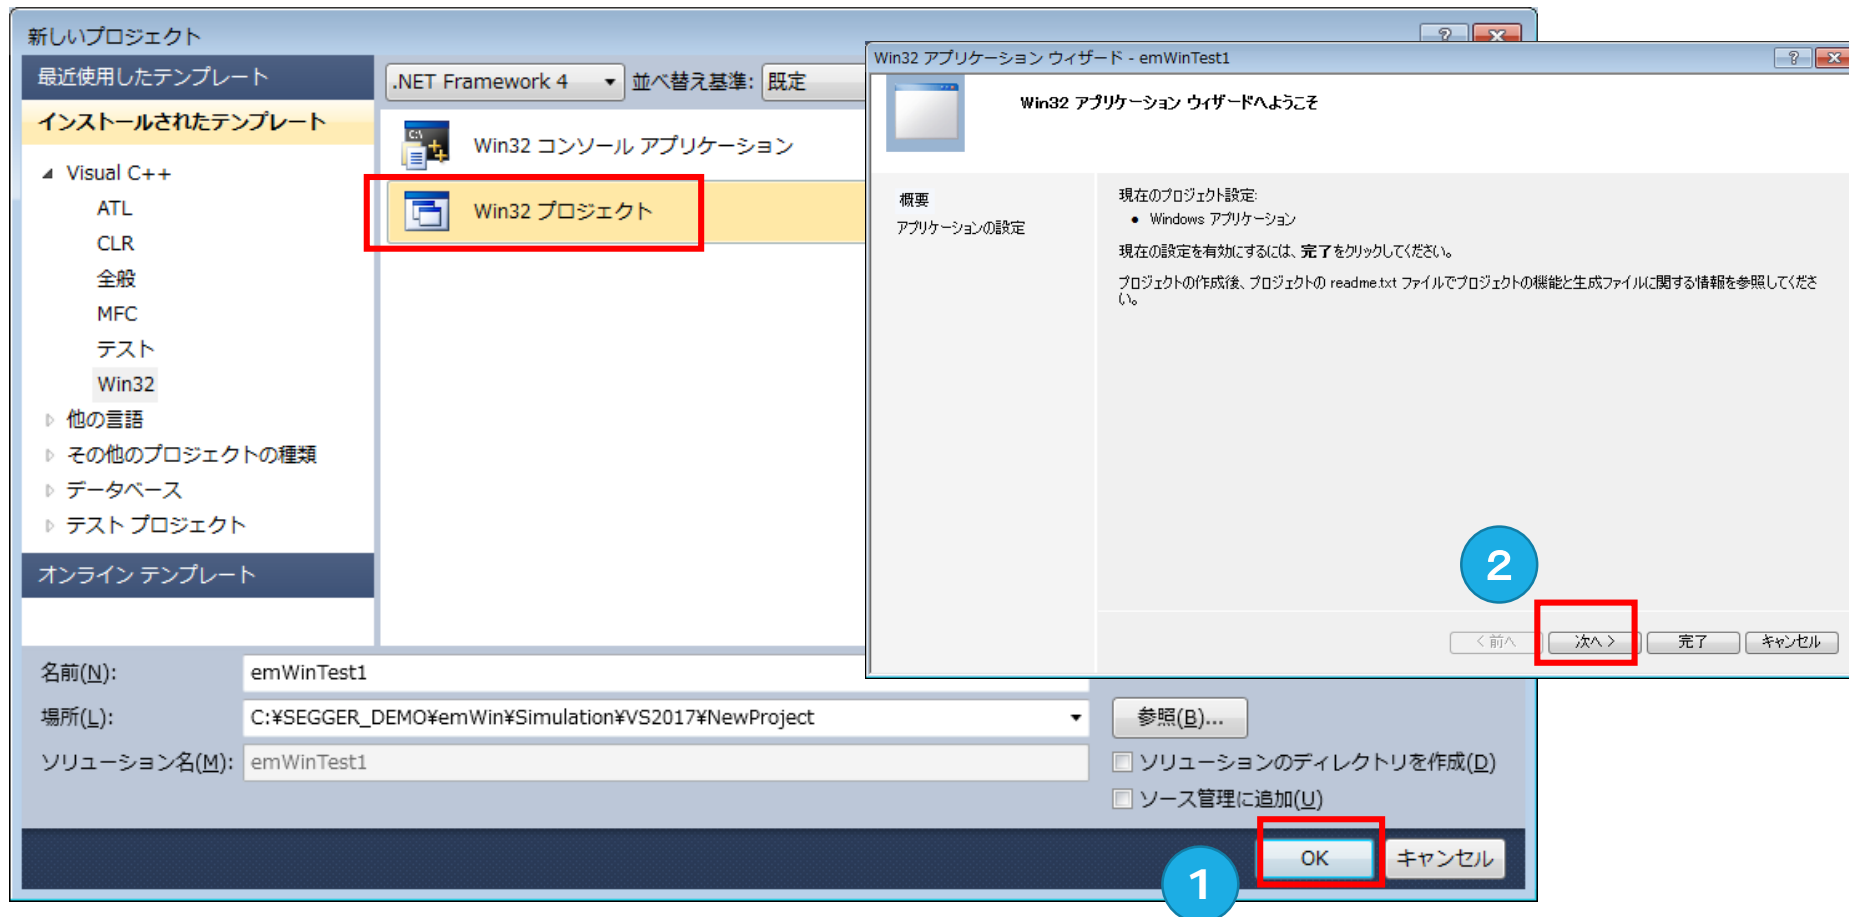 新しいプロジェクト
最近使用したテンプレート
.NET Framework 4
並べ替え基準:
既定
インストールされたテンプレート
Visual C++
ATL
CLR
全般
MFC
テスト
Win32
他の言語
その他のプロジェクトの種類
データベース
テスト プロジェクト
オンライン テンプレート
Win32 コンソール アプリケーション
Win32 プロジェクト
名前(N):
emWinTest1
場所(L):
C:¥SEGGER_DEMO¥emWin¥Simulation¥VS2017¥NewProject
参照(B)...
ソリューション名(M):
emWinTest1
ソリューションのディレクトリを作成(D)
ソース管理に追加(U)
OK
キャンセル
1
Win32 アプリケーション ウィザード - emWinTest1
Win32 アプリケーション ウィザードへようこそ
概要
アプリケーションの設定
現在のプロジェクト設定:
• Windows アプリケーション
現在の設定を有効にするには、完了をクリックしてください。
プロジェクトの作成後、プロジェクトの readme.txt ファイルでプロジェクトの機能と生成ファイルに関する情報を参照してくださ
い。
2
< 前へ
次へ >
完了
キャンセル